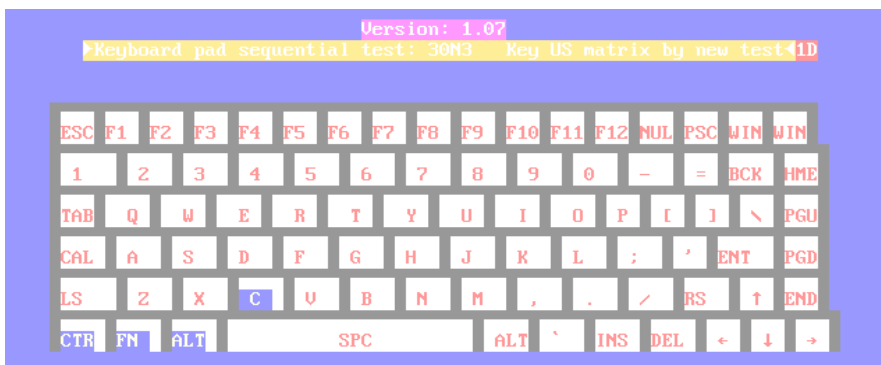 Version: 1.07
►Keyboard pad sequential test: 30N3 Key US matrix by new test◄1D
ESC F1 F2 F3 F4 F5 F6 F7 F8 F9 F10 F11 F12 NUL PSC WIN WIN
1 2 3 4 5 6 7 8 9 0 - = BCK HME
TAB Q W E R T Y U I O P [ ] \ PGU
CAL A S D F G H J K L ; ' ENT PGD
LS Z X C V B N M , . / RS ↑ END
CTR FN ALT SPC ALT ` INS DEL ← ↓ →